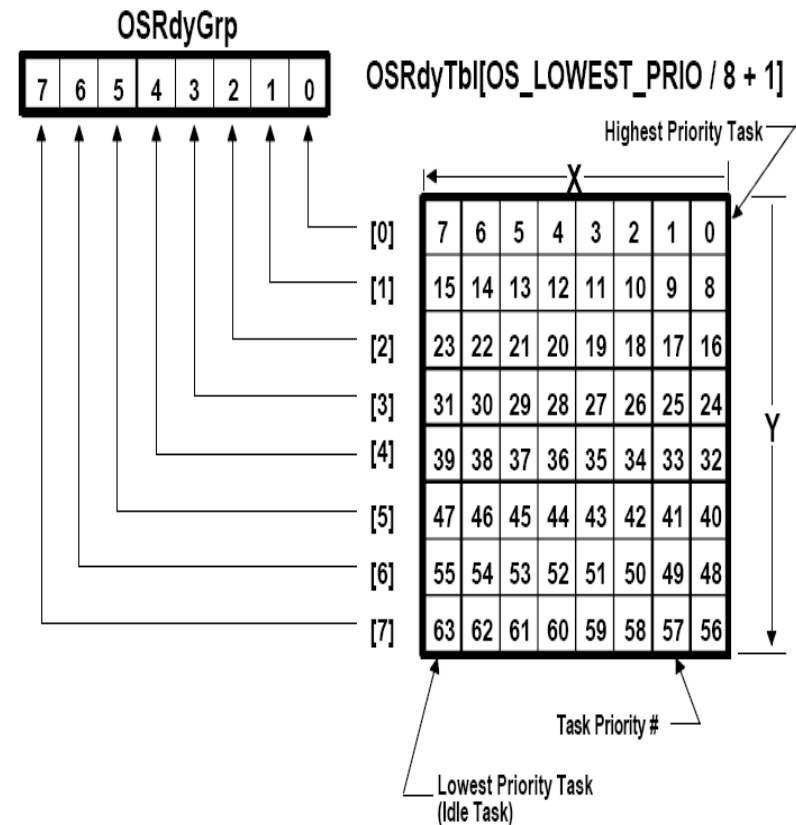 OSRdyGrp
7 6 5 4 3 2 1 0
OSRdyTbl[OS_LOWEST_PRIO / 8 + 1]
Highest Priority Task
X
[0] 7 6 5 4 3 2 1 0
[1] 15 14 13 12 11 10 9 8
[2] 23 22 21 20 19 18 17 16
[3] 31 30 29 28 27 26 25 24
Y
[4] 39 38 37 36 35 34 33 32
[5] 47 46 45 44 43 42 41 40
[6] 55 54 53 52 51 50 49 48
[7] 63 62 61 60 59 58 57 56
Task Priority #
Lowest Priority Task
(Idle Task)